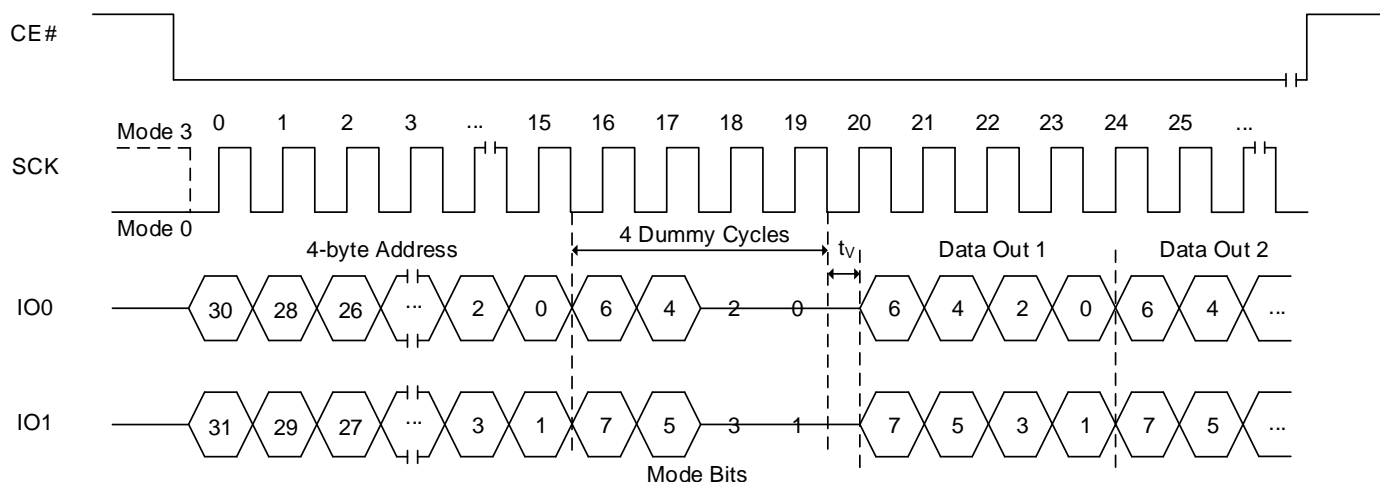 CE#
0 1 2 3 ... 15 16 17 18 19 20 21 22 23 24 25 ...
Mode 3
SCK
Mode 0
4-byte Address 4 Dummy Cycles tV Data Out 1 Data Out 2
IO0 30 28 26 ... 2 0 6 4 2 0 6 4 2 0 6 4 ...
IO1 31 29 27 ... 3 1 7 5 3 1 7 5 3 1 7 5 ...
Mode Bits